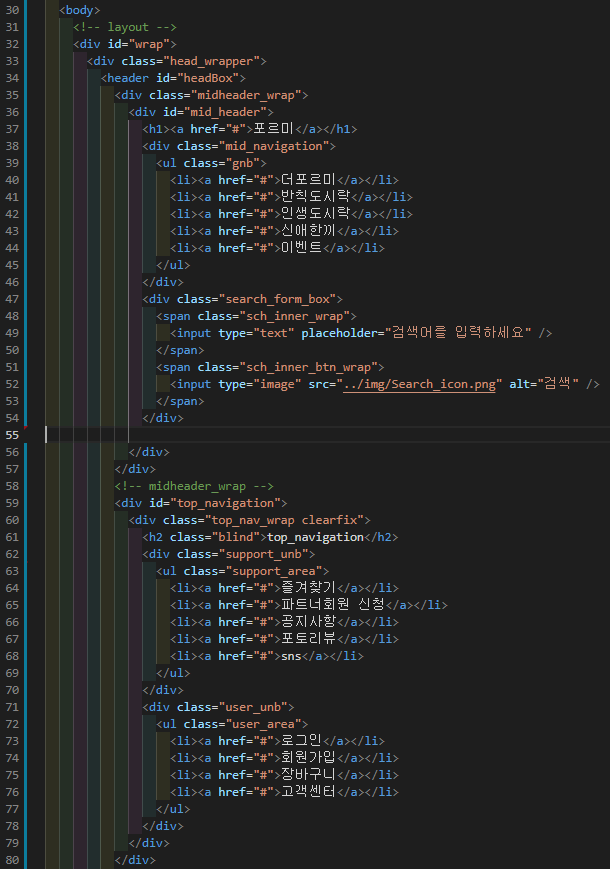 30 <body>
31 <!-- layout -->
32 <div id="wrap">
33 <div class="head_wrapper">
34 <header id="headBox">
35 <div class="midheader_wrap">
36 <div id="mid_header">
37 <h1><a href="#">포르미</a></h1>
38 <div class="mid_navigation">
39 <ul class="gnb">
40 <li><a href="#">더포르미</a></li>
41 <li><a href="#">반칙도시락</a></li>
42 <li><a href="#">인생도시락</a></li>
43 <li><a href="#">신애한끼</a></li>
44 <li><a href="#">이벤트</a></li>
45 </ul>
46 </div>
47 <div class="search_form_box">
48 <span class="sch_inner_wrap">
49 <input type="text" placeholder="검색어를 입력하세요" />
50 </span>
51 <span class="sch_inner_btn_wrap">
52 <input type="image" src="../img/Search_icon.png" alt="검색" />
53 </span>
54 </div>
55
56 </div>
57 </div>
58 <!-- midheader_wrap -->
59 <div id="top_navigation">
60 <div class="top_nav_wrap clearfix">
61 <h2 class="blind">top_navigation</h2>
62 <div class="support_unb">
63 <ul class="support_area">
64 <li><a href="#">즐겨찾기</a></li>
65 <li><a href="#">파트너회원 신청</a></li>
66 <li><a href="#">공지사항</a></li>
67 <li><a href="#">포토리뷰</a></li>
68 <li><a href="#">sns</a></li>
69 </ul>
70 </div>
71 <div class="user_unb">
72 <ul class="user_area">
73 <li><a href="#">로그인</a></li>
74 <li><a href="#">회원가입</a></li>
75 <li><a href="#">장바구니</a></li>
76 <li><a href="#">고객센터</a></li>
77 </ul>
78 </div>
79 </div>
80 </div>